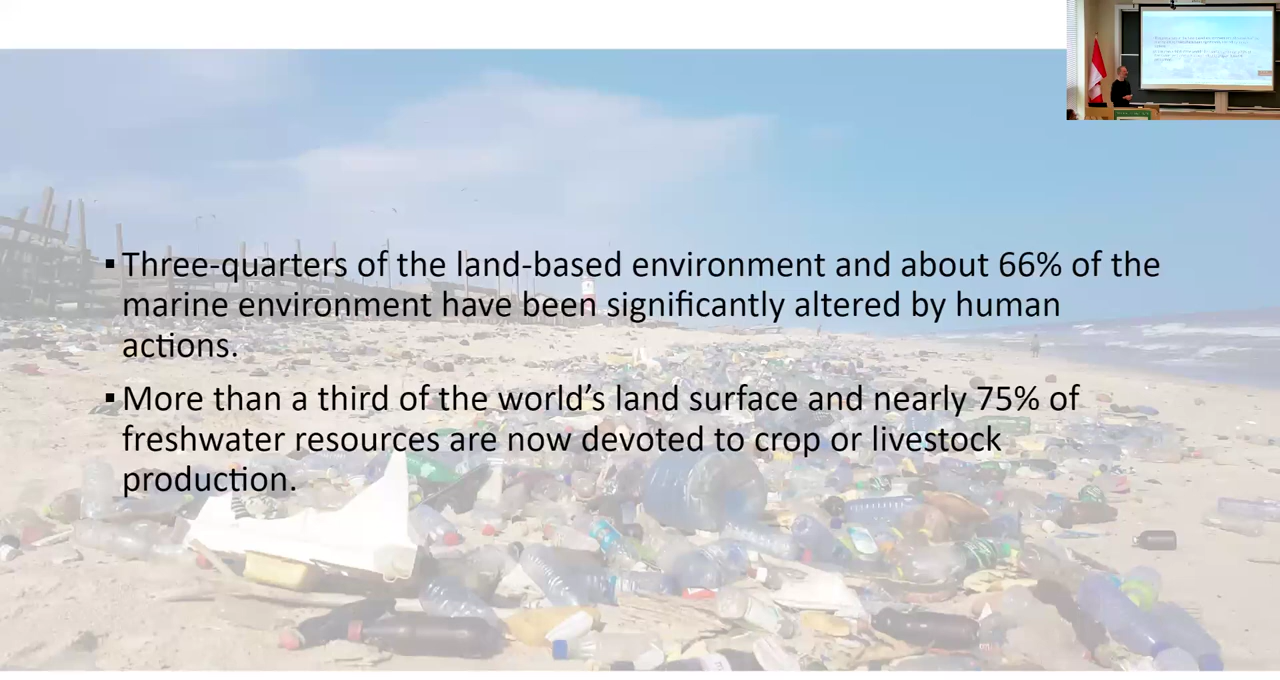 ▪Three-quarters of the land-based environment and about 66% of the
marine environment have been significantly altered by human
actions.
▪More than a third of the world’s land surface and nearly 75% of
freshwater resources are now devoted to crop or livestock
production.